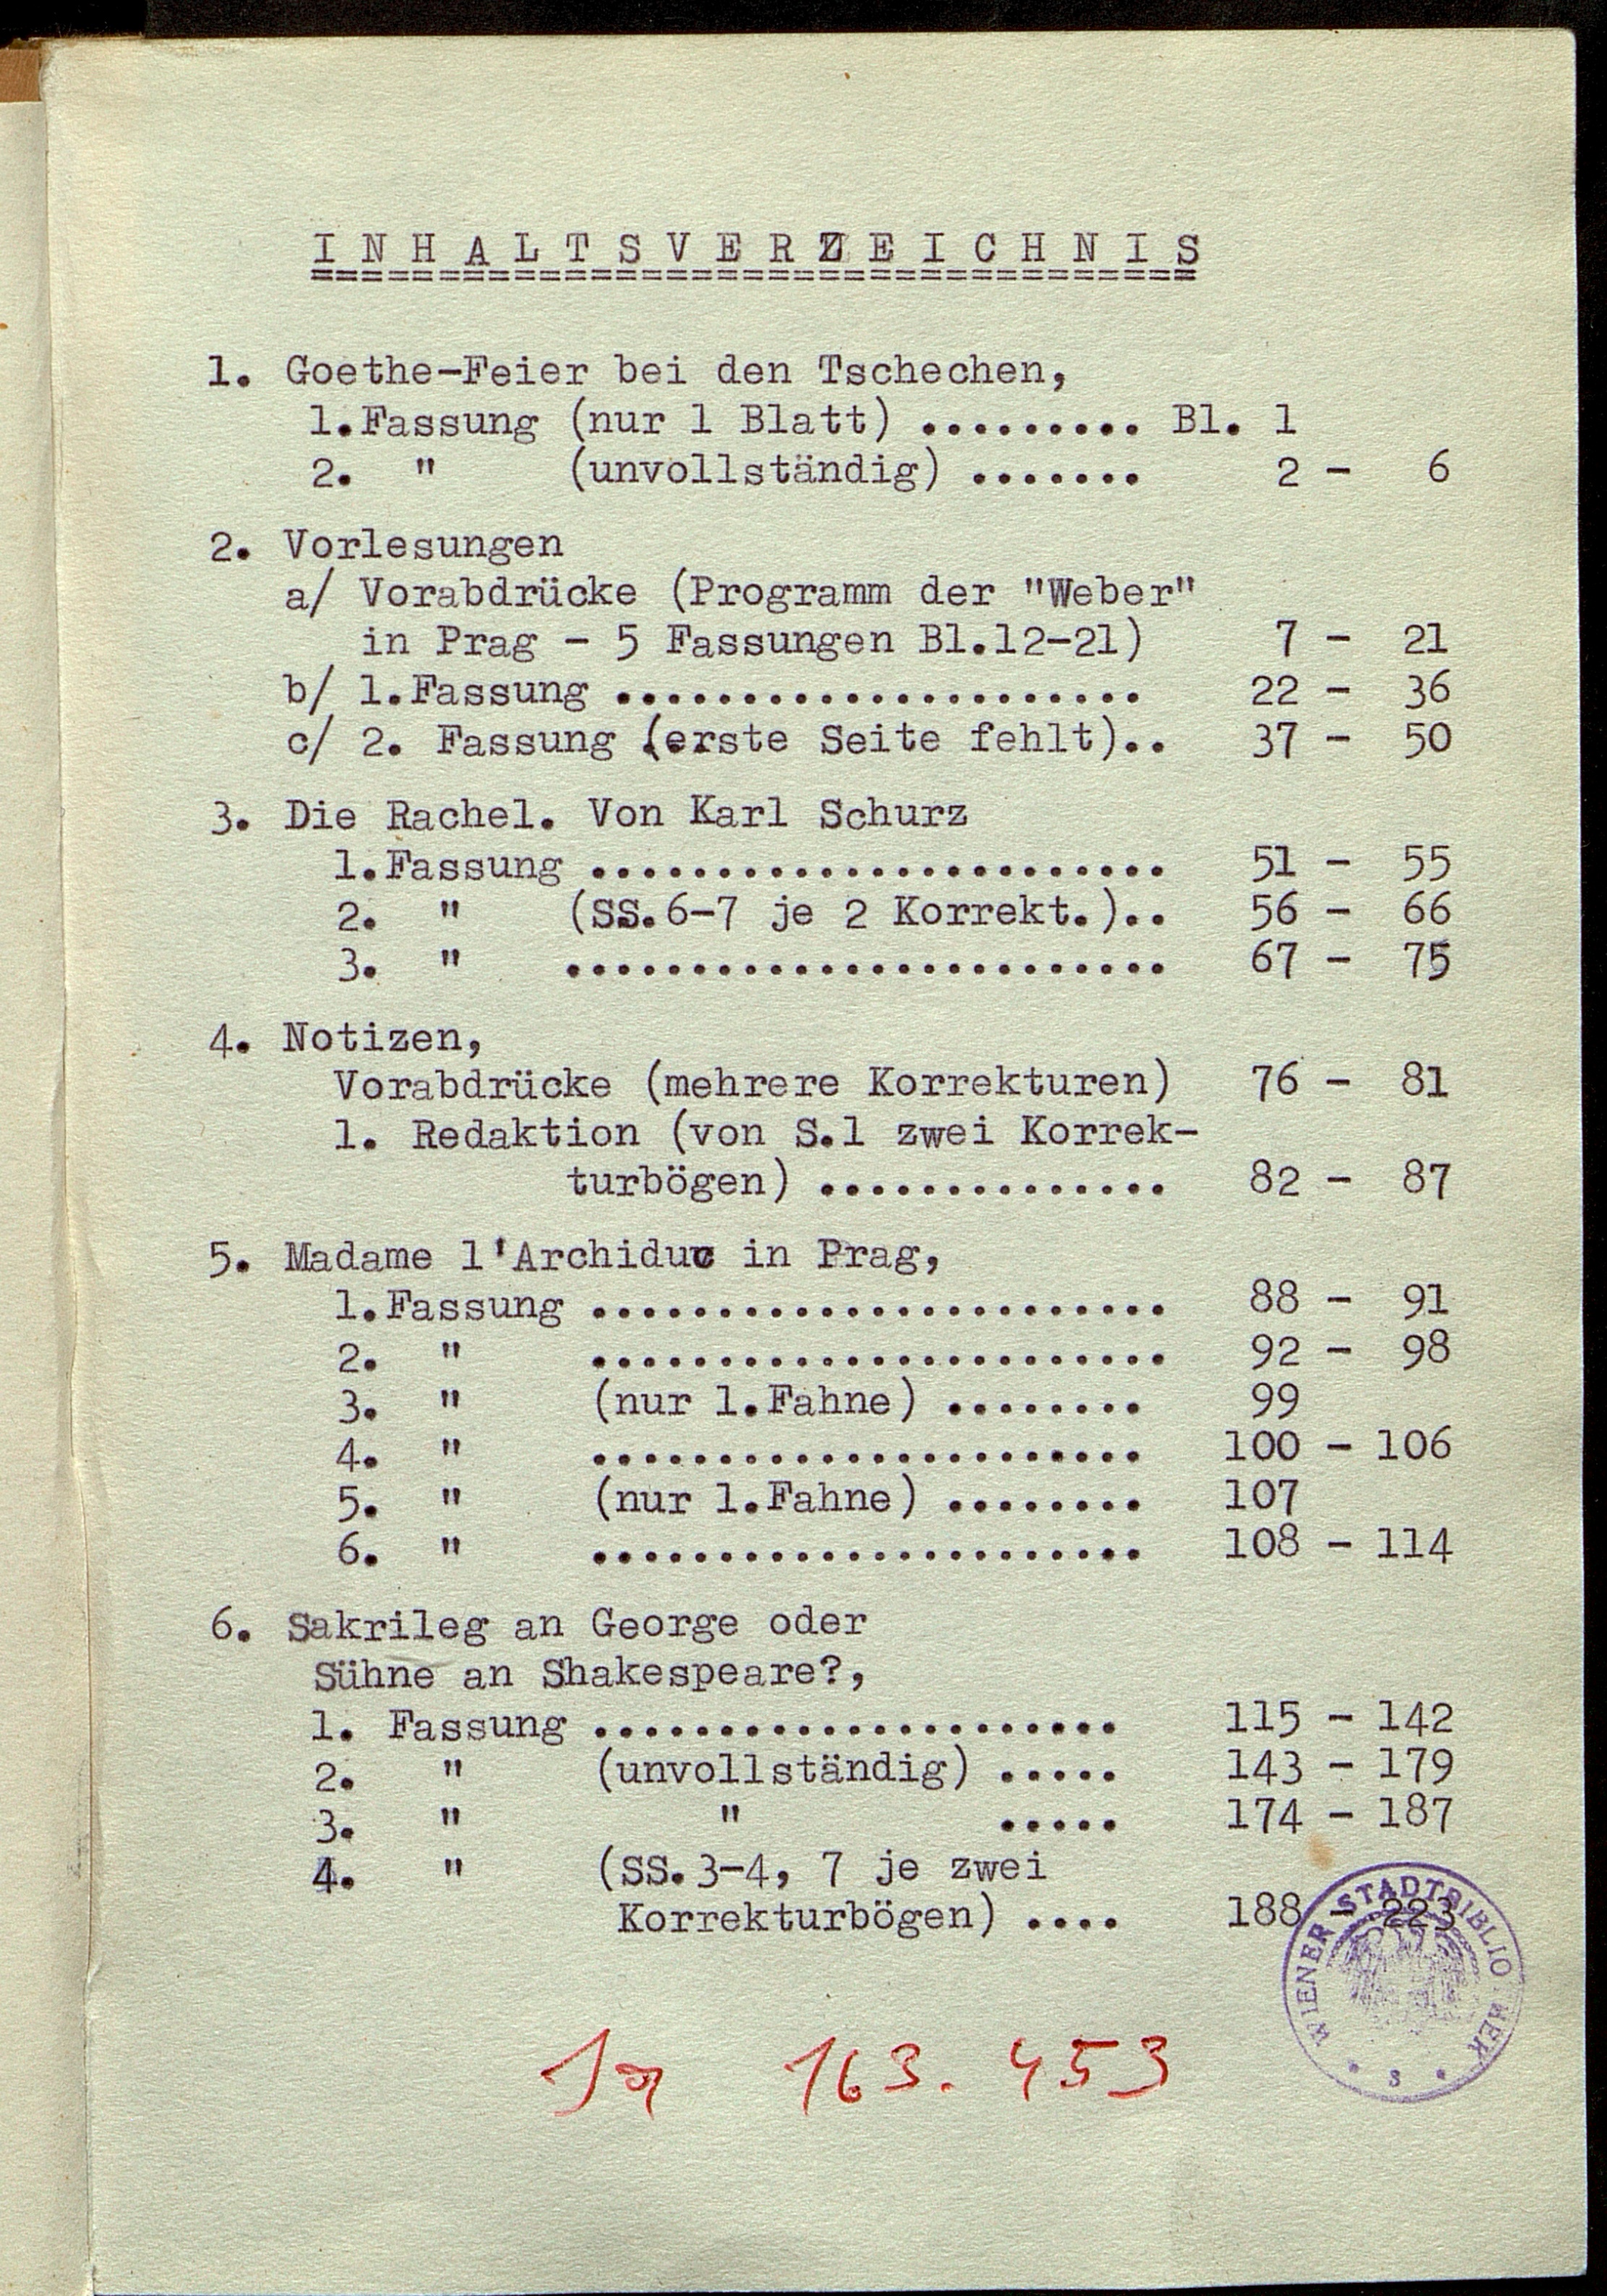 INHALTSVERZEICHNIS
1. Goethe-Feier bei den Tschechen,
1.Fassung (nur 1 Blatt) ......... Bl. 1
2. " (unvollständig) ....... 2 - 6
2. Vorlesungen
a/ Vorabdrücke (Programm der "Weber"
in Prag - 5 Fassungen Bl.12-21) 7 - 21
b/ 1.Fassung ..................... 22 - 36
c/ 2. Fassung (erste Seite fehlt).. 37 - 50
3. Die Rachel. Von Karl Schurz
1.Fassung ....................... 51 - 55
2. " (SS.6-7 je 2 Korrekt.).. 56 - 66
3. " ........................ 67 - 75
4. Notizen,
Vorabdrücke (mehrere Korrekturen) 76 - 81
1. Redaktion (von S.1 zwei Korrek-
turbögen) .............. 82 - 87
5. Madame l'Archiduc in Prag,
1.Fassung ....................... 88 - 91
2. " ....................... 92 - 98
3. " (nur 1.Fahne) ........ 99
4. " ...................... 100 - 106
5. " (nur 1.Fahne) ........ 107
6. " ...................... 108 - 114
6. Sakrileg an George oder
Sühne an Shakespeare?,
1. Fassung ..................... 115 - 142
2. " (unvollständig) ..... 143 - 179
3. " " ..... 174 - 187
4. " (SS.3-4, 7 je zwei
Korrekturbögen) .... 188 - 223
WIENER STADTBIBLIOTHEK
163.453